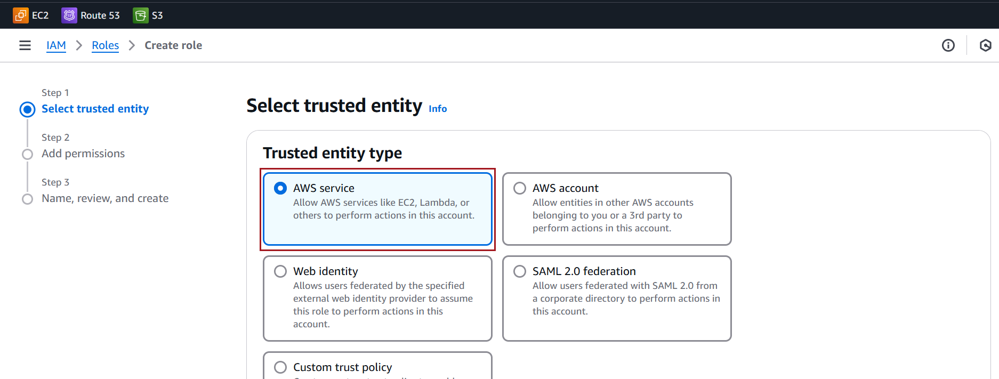 EC2 Route 53 S3
IAM Roles Create role
Step 1
Select trusted entity
Step 2
Add permissions
Step 3
Name, review, and create
Select trusted entity Info
Trusted entity type
AWS service
Allow AWS services like EC2, Lambda, or
others to perform actions in this account.
AWS account
Allow entities in other AWS accounts
belonging to you or a 3rd party to
perform actions in this account.
Web identity
Allows users federated by the specified
external web identity provider to assume
this role to perform actions in this
account.
SAML 2.0 federation
Allow users federated with SAML 2.0 from
a corporate directory to perform actions in
this account.
Custom trust policy